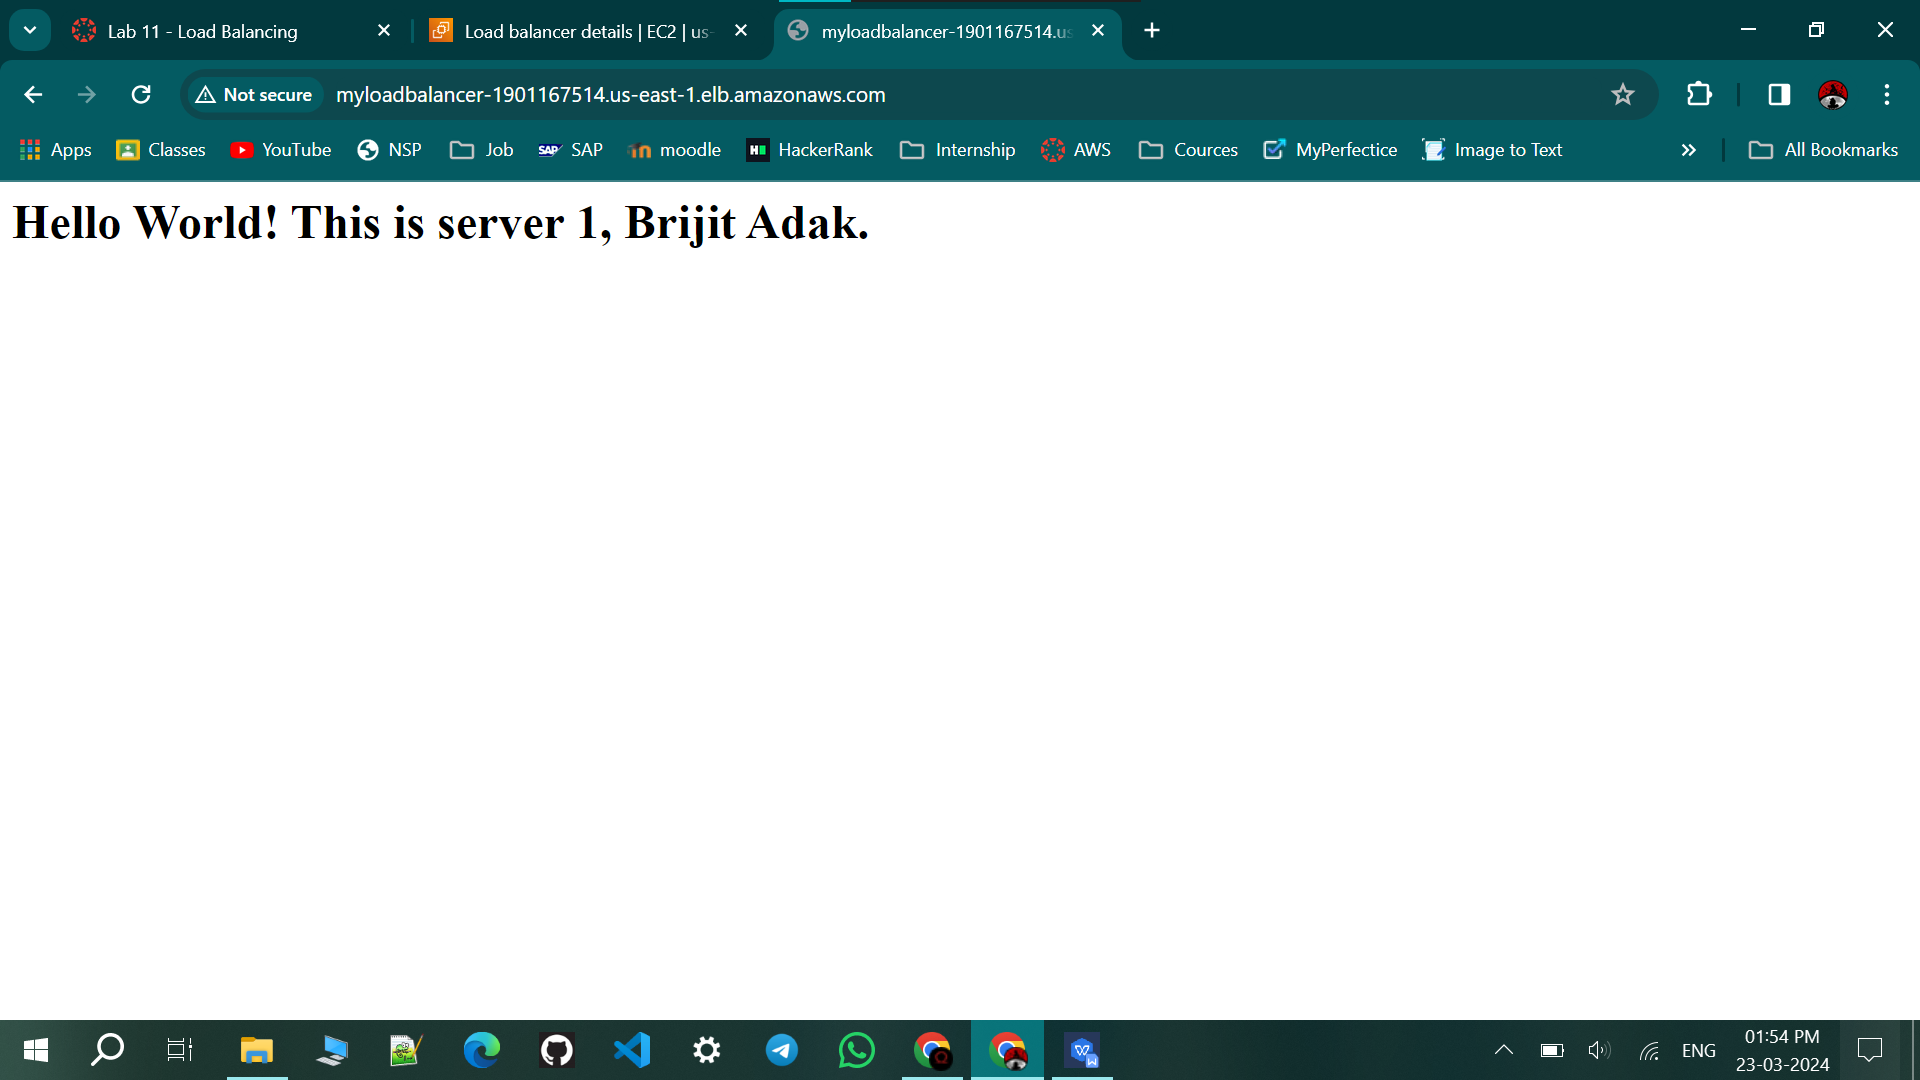 Lab 11 - Load Balancing
Load balancer details | EC2 | us-
myloadbalancer-1901167514.us
Not secure
myloadbalancer-1901167514.us-east-1.elb.amazonaws.com
Apps
Classes
YouTube
NSP
Job
SAP SAP
moodle
HackerRank
Internship
AWS
Cources
MyPerfectice
Image to Text
All Bookmarks
Hello World! This is server 1, Brijit Adak.
ENG
01:54 PM
23-03-2024